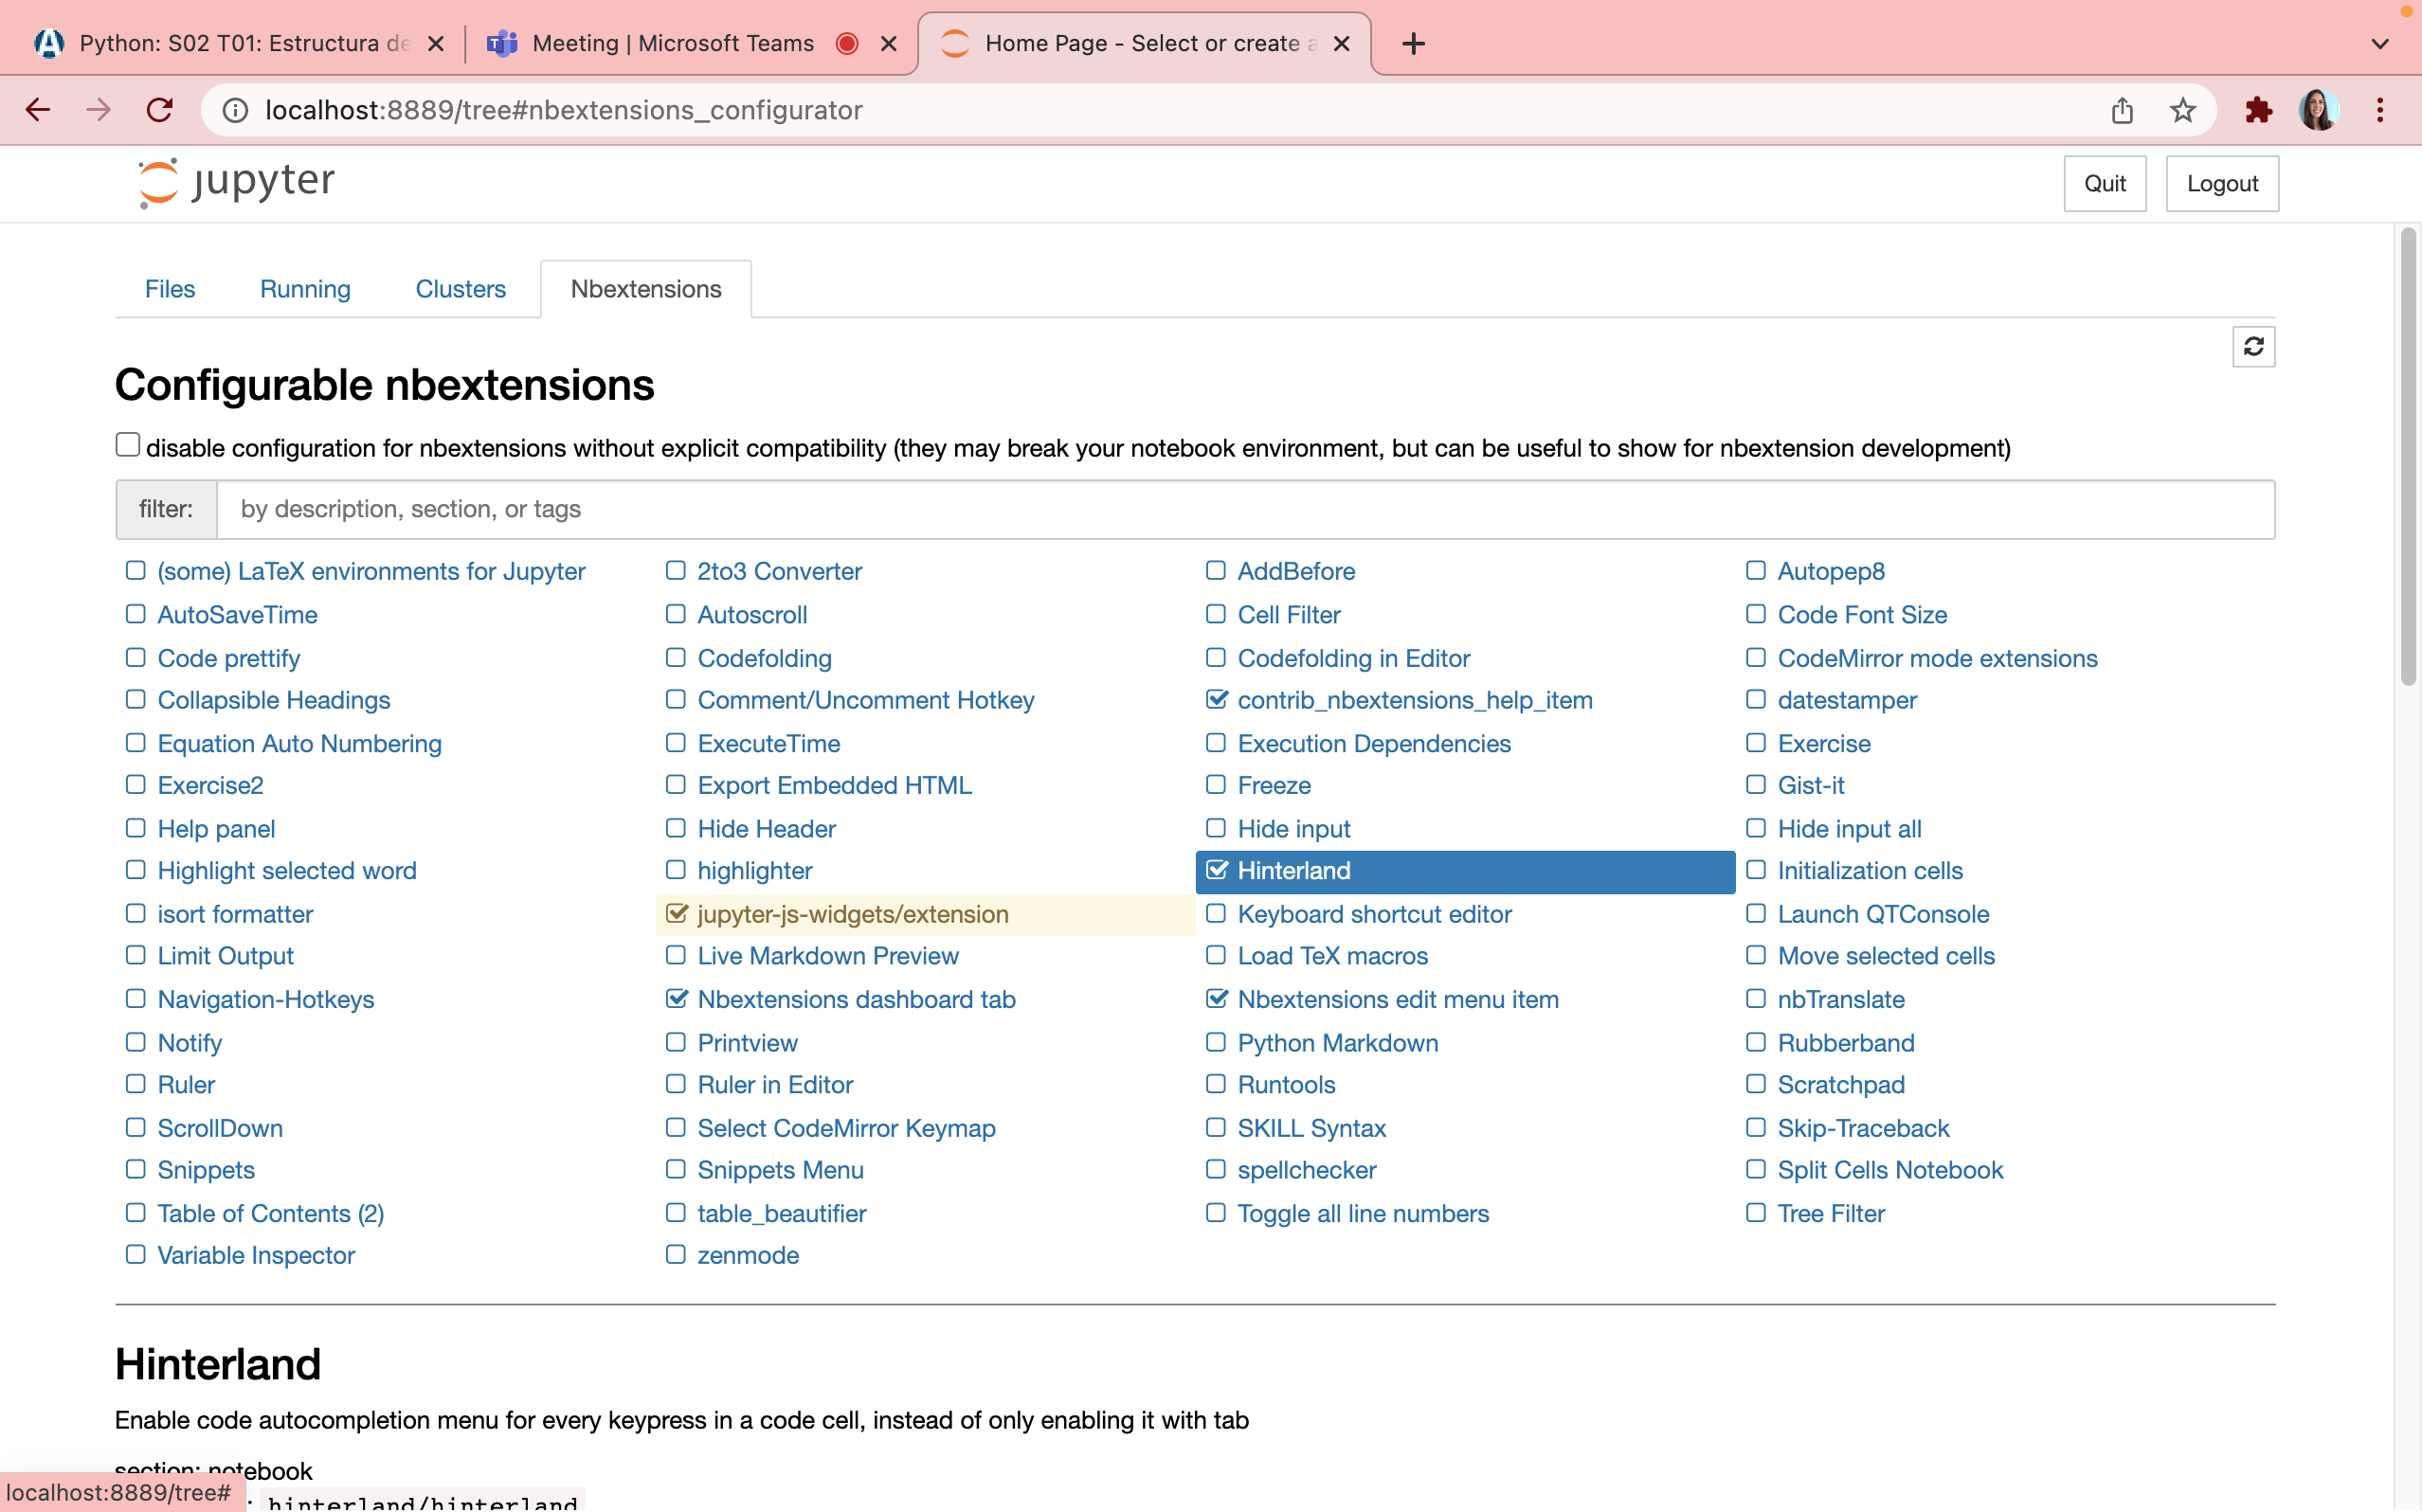 Python: S02 T01: Estructura de
Meeting | Microsoft Teams
Home Page - Select or create a
localhost:8889/tree#nbextensions_configurator
jupyter
Quit
Logout
Files
Running
Clusters
Nbextensions
Configurable nbextensions
disable configuration for nbextensions without explicit compatibility (they may break your notebook environment, but can be useful to show for nbextension development)
filter:
by description, section, or tags
(some) LaTeX environments for Jupyter
2to3 Converter
AddBefore
Autopep8
AutoSaveTime
Autoscroll
Cell Filter
Code Font Size
Code prettify
Codefolding
Codefolding in Editor
CodeMirror mode extensions
Collapsible Headings
Comment/Uncomment Hotkey
contrib_nbextensions_help_item
datestamper
Equation Auto Numbering
ExecuteTime
Execution Dependencies
Exercise
Exercise2
Export Embedded HTML
Freeze
Gist-it
Help panel
Hide Header
Hide input
Hide input all
Highlight selected word
highlighter
Hinterland
Initialization cells
isort formatter
jupyter-js-widgets/extension
Keyboard shortcut editor
Launch QTConsole
Limit Output
Live Markdown Preview
Load TeX macros
Move selected cells
Navigation-Hotkeys
Nbextensions dashboard tab
Nbextensions edit menu item
nbTranslate
Notify
Printview
Python Markdown
Rubberband
Ruler
Ruler in Editor
Runtools
Scratchpad
ScrollDown
Select CodeMirror Keymap
SKILL Syntax
Skip-Traceback
Snippets
Snippets Menu
spellchecker
Split Cells Notebook
Table of Contents (2)
table_beautifier
Toggle all line numbers
Tree Filter
Variable Inspector
zenmode
Hinterland
Enable code autocompletion menu for every keypress in a code cell, instead of only enabling it with tab
section: notebook
localhost:8889/tree#
: hinterland/hinterland